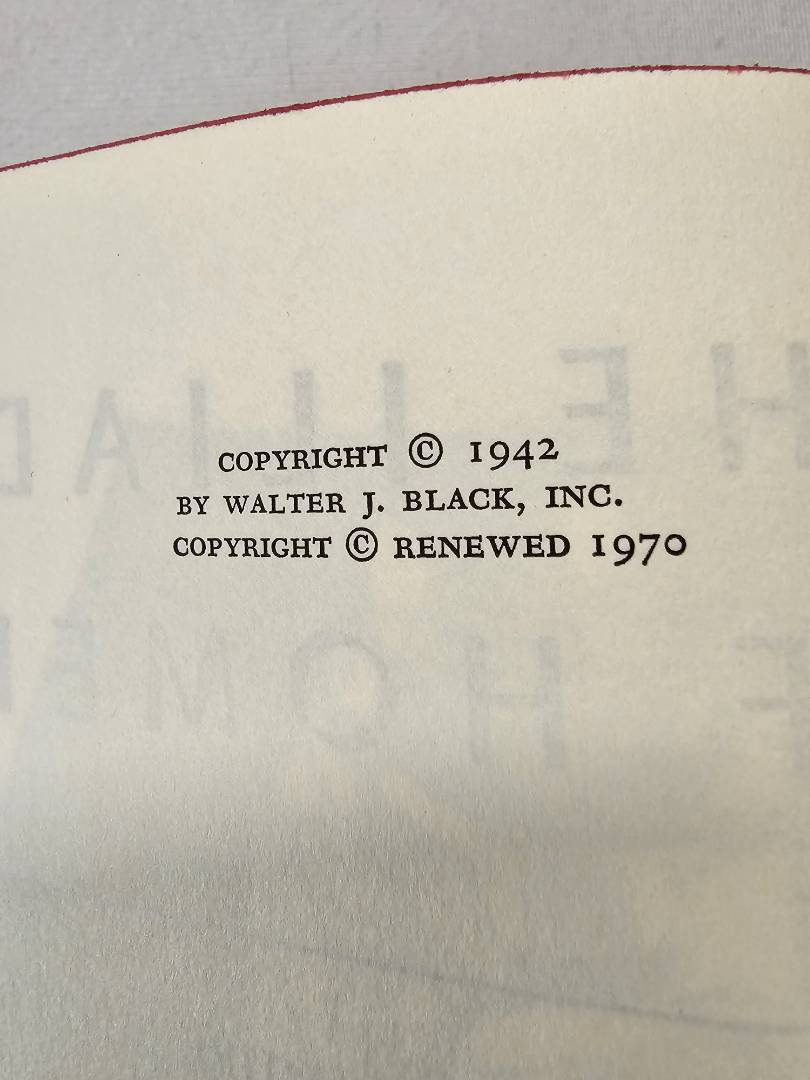 COPYRIGHT © 1942
BY WALTER J. BLACK, INC.
COPYRIGHT © RENEWED 1970